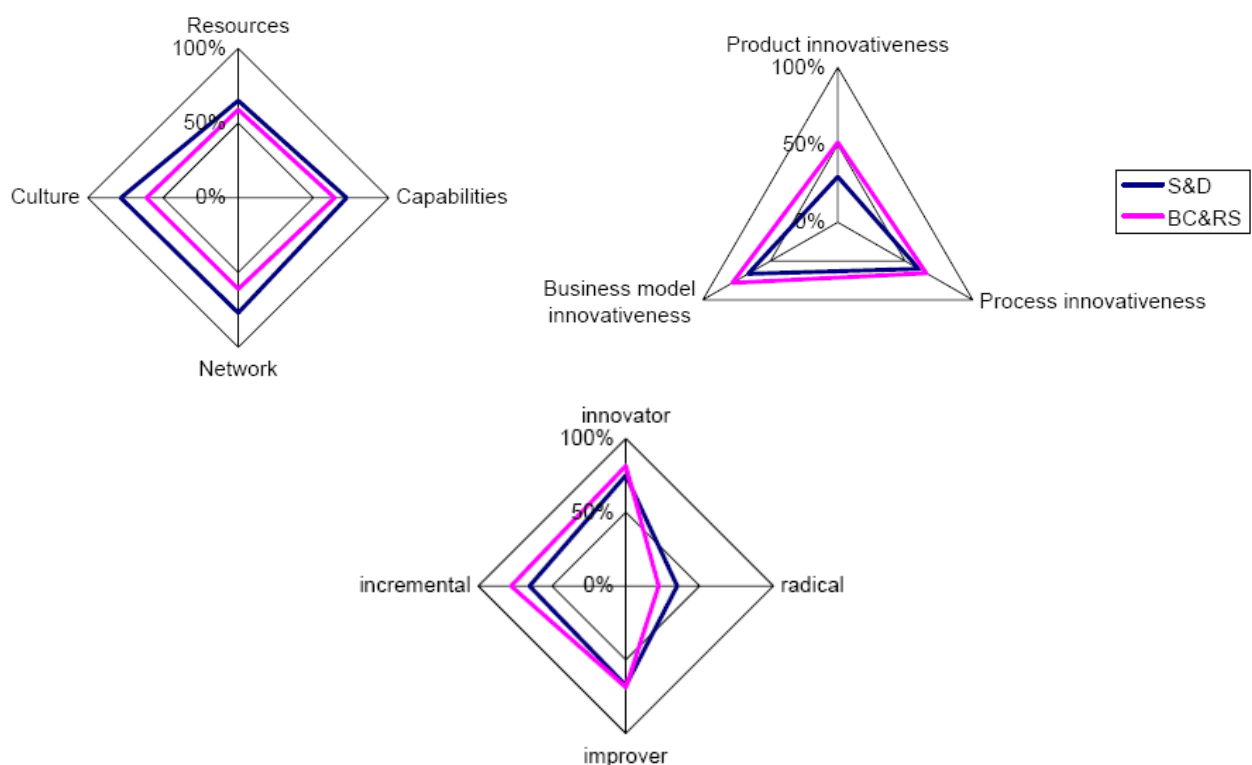 Resources
100%
50%
Culture
0%
Capabilities
Network
Product innovativeness
100%
50%
0%
Business model
innovativeness
Process innovativeness
S&D
BC&RS
innovator
100%
50%
incremental
0%
radical
improver